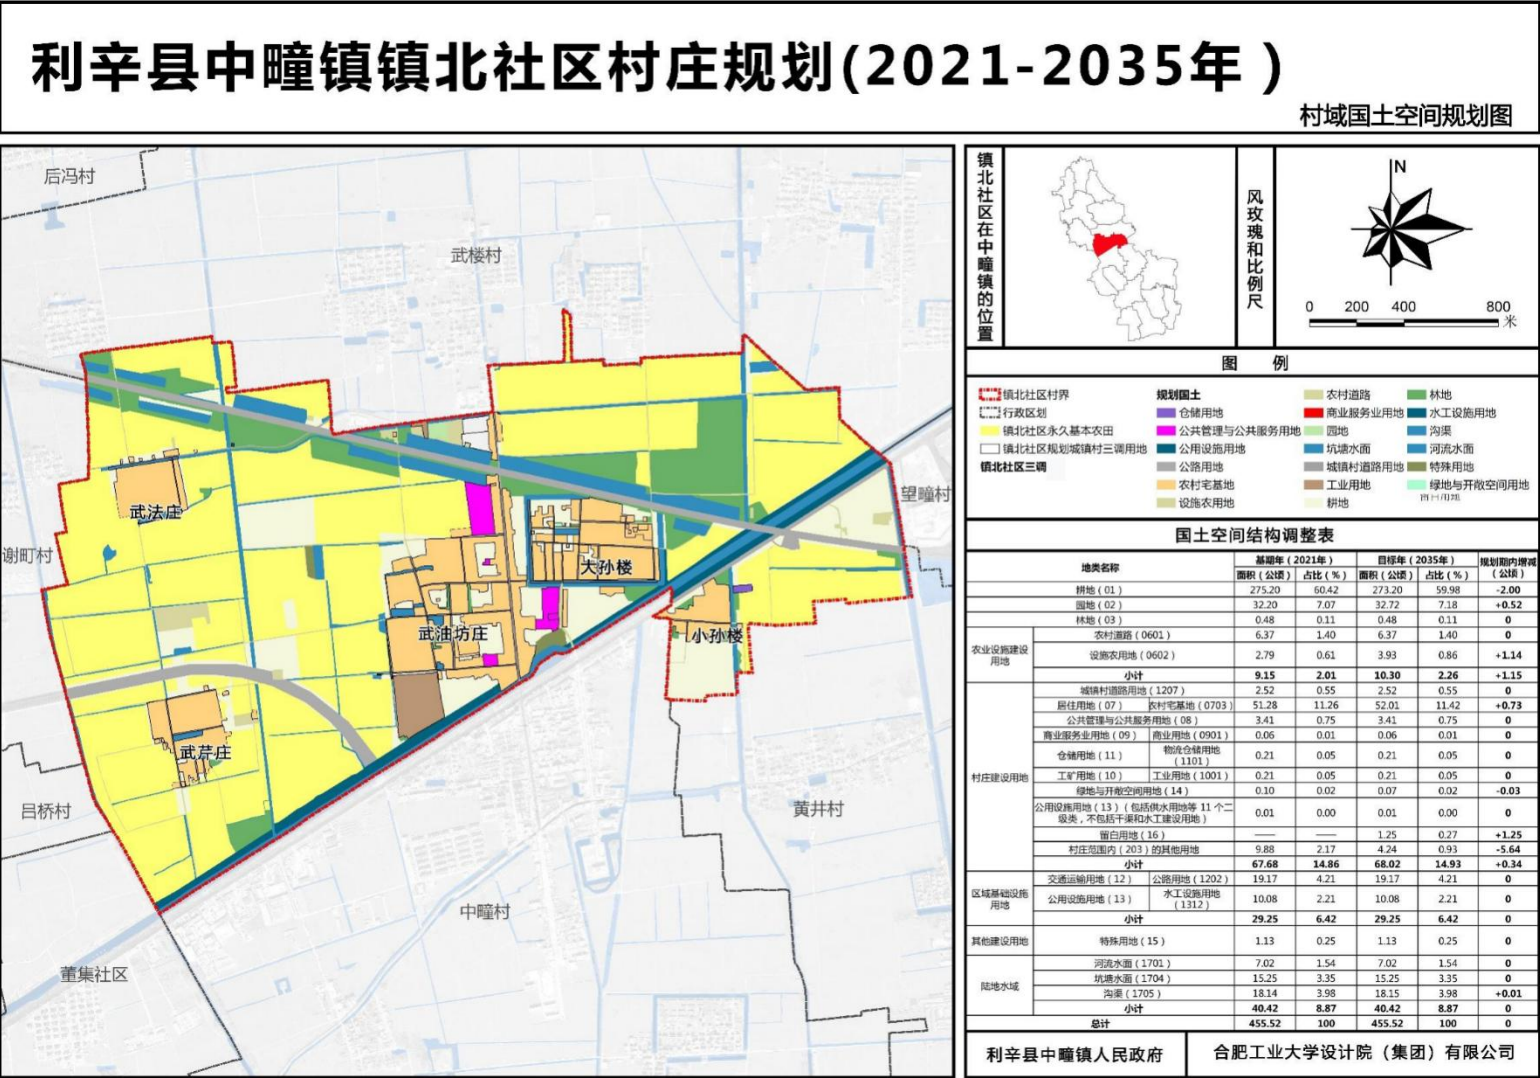 利辛县中疃镇镇北社区村庄规划(2021-2035年)
村域国土空间规划图
后冯村
武楼村
望疃村
武法庄
谢町村
大孙楼
武油坊庄
小孙楼
武芹庄
吕桥村
黄井村
中疃村
董集社区
镇北社区在中疃镇的位置
风玫瑰和比例尺
N
0 200 400 800
米
图 例
镇北社区村界
行政区划
镇北社区永久基本农田
镇北社区规划城镇村三调用地
镇北社区三调
规划国土
仓储用地
公共管理与公共服务用地
公用设施用地
公路用地
农村宅基地
设施农用地
农村道路
商业服务业用地
园地
坑塘水面
城镇村道路用地
工业用地
耕地
林地
水工设施用地
沟渠
河流水面
特殊用地
绿地与开敞空间用地
国土空间结构调整表
地类名称 基期年(2021年) 目标年(2035年) 规划期内增减(公顷)
面积(公顷) 占比(%) 面积(公顷) 占比(%)
耕地(01) 275.20 60.42 273.20 59.98 -2.00
园地(02) 32.20 7.07 32.72 7.18 +0.52
林地(03) 0.48 0.11 0.48 0.11 0
农业设施建设用地 农村道路(0601) 6.37 1.40 6.37 1.40 0
设施农用地(0602) 2.79 0.61 3.93 0.86 +1.14
小计 9.15 2.01 10.30 2.26 +1.15
村庄建设用地 城镇村道路用地(1207) 2.52 0.55 2.52 0.55 0
居住用地(07) 农村宅基地(0703) 51.28 11.26 52.01 11.42 +0.73
公共管理与公共服务用地(08) 3.41 0.75 3.41 0.75 0
商业服务业用地(09) 商业用地(0901) 0.06 0.01 0.06 0.01 0
仓储用地(11) 物流仓储用地(1101) 0.21 0.05 0.21 0.05 0
工矿用地(10) 工业用地(1001) 0.21 0.05 0.21 0.05 0
绿地与开敞空间用地(14) 0.10 0.02 0.07 0.02 -0.03
公用设施用地(13)(包括供水用地等11个二级类,不包括干渠和水工建设用地) 0.01 0.00 0.01 0.00 0
留白用地(16) —— —— 1.25 0.27 +1.25
村庄范围内(203)的其他用地 9.88 2.17 4.24 0.93 -5.64
小计 67.68 14.86 68.02 14.93 +0.34
区域基础设施用地 交通运输用地(12) 公路用地(1202) 19.17 4.21 19.17 4.21 0
公用设施用地(13) 水工设施用地(1312) 10.08 2.21 10.08 2.21 0
小计 29.25 6.42 29.25 6.42 0
其他建设用地 特殊用地(15) 1.13 0.25 1.13 0.25 0
陆地水域 河流水面(1701) 7.02 1.54 7.02 1.54 0
坑塘水面(1704) 15.25 3.35 15.25 3.35 0
沟渠(1705) 18.14 3.98 18.15 3.98 +0.01
小计 40.42 8.87 40.42 8.87 0
总计 455.52 100 455.52 100 0
利辛县中疃镇人民政府
合肥工业大学设计院(集团)有限公司